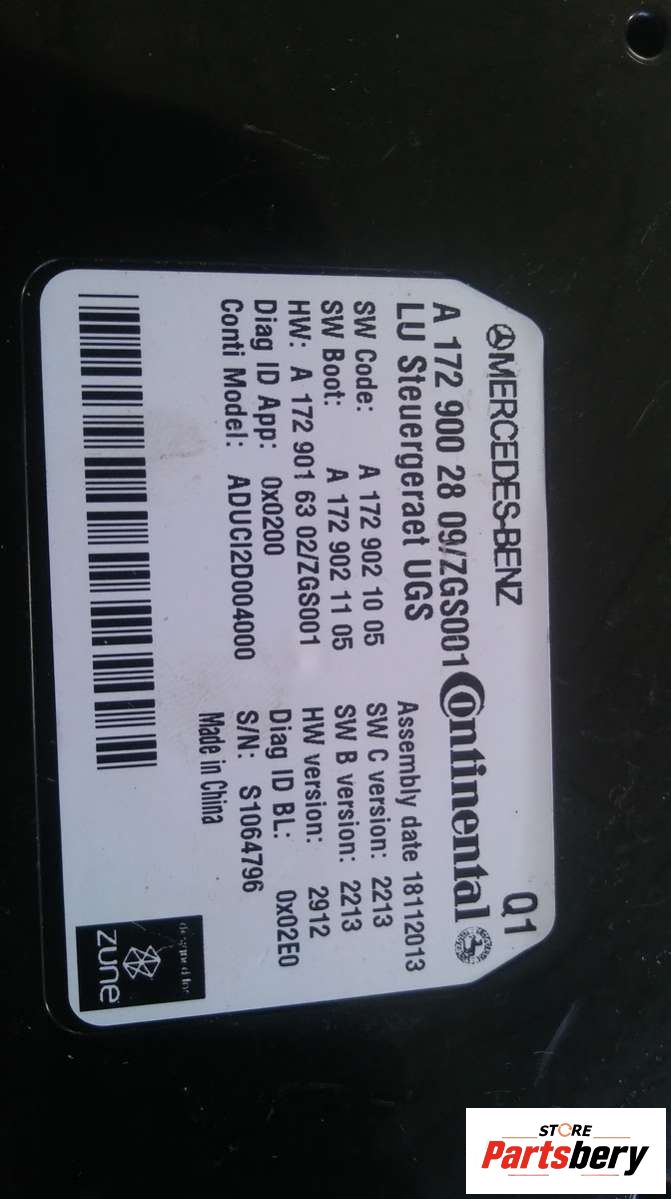 MERCEDES-BENZ
Q1
A 172 900 28 09/ZGS001
Continental
LU Steuergeraet UGS
Assembly date 18112013
SW Code: A 172 902 10 05
SW C version: 2213
SW Boot: A 172 902 11 05
SW B version: 2213
HW: A 172 901 63 02/ZGS001
HW version: 2912
Diag ID App: 0x0200
Diag ID BL: 0x02E0
Conti Model: ADUCI2D004000
S/N: S1064796
Made in China
designed for
zune
STORE
Partsbery